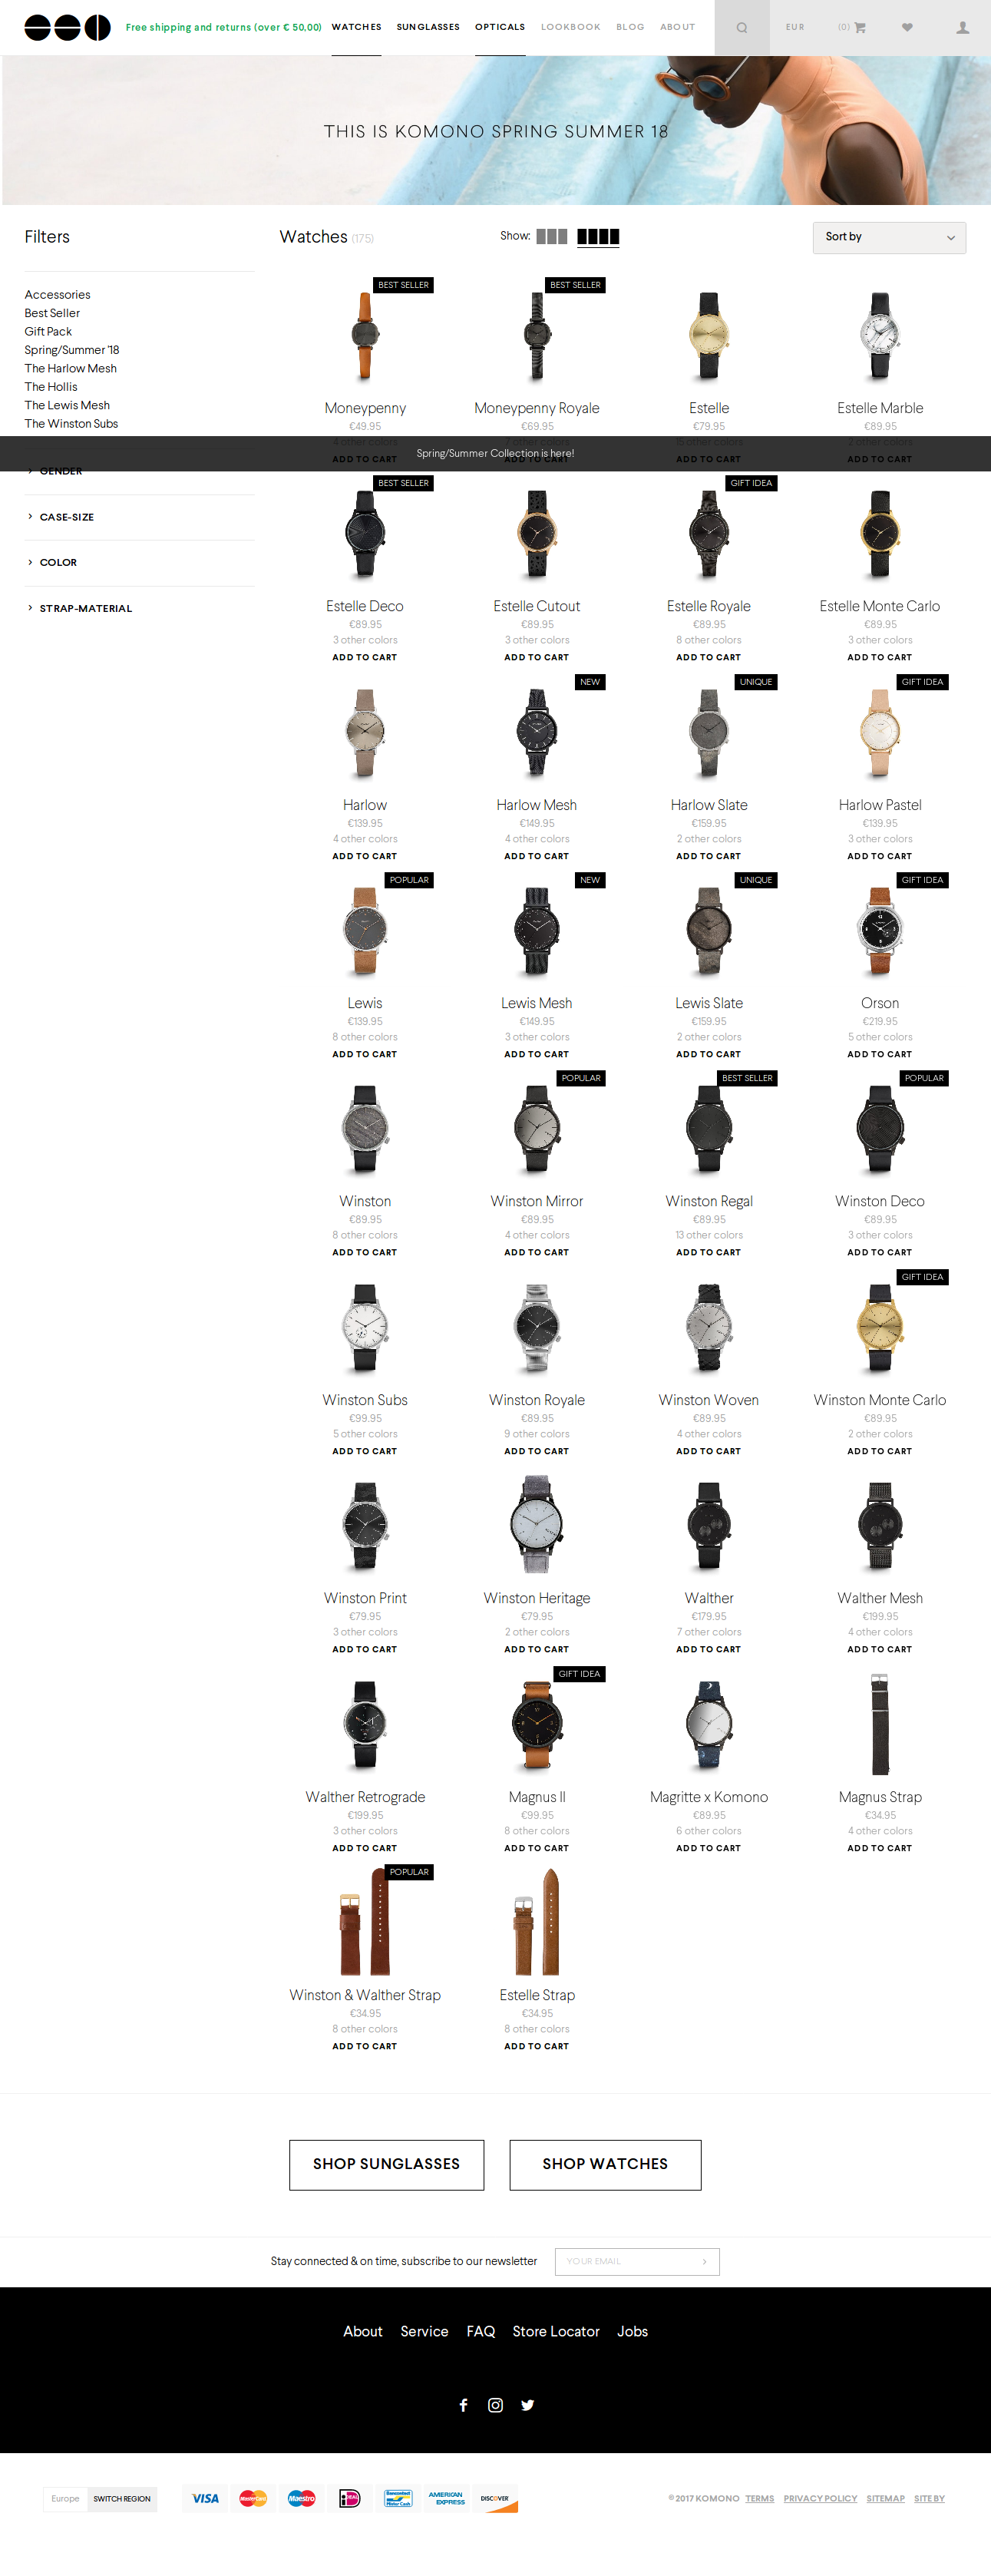 Free shipping and returns (over € 50,00) WATCHES SUNGLASSES OPTICALS LOOKBOOK BLOG ABOUT EUR (0)
THIS IS KOMONO SPRING SUMMER 18
Filters
Watches (175)
Show:
Sort by
Accessories
Best Seller
Gift Pack
Spring/Summer '18
The Harlow Mesh
The Hollis
The Lewis Mesh
The Winston Subs
GENDER
CASE-SIZE
COLOR
STRAP-MATERIAL
BEST SELLER BEST SELLER
Moneypenny Moneypenny Royale Estelle Estelle Marble
€49.95 €69.95 €79.95 €89.95
4 other colors 7 other colors 15 other colors 2 other colors
ADD TO CART ADD TO CART ADD TO CART ADD TO CART
Spring/Summer Collection is here!
BEST SELLER GIFT IDEA
Estelle Deco Estelle Cutout Estelle Royale Estelle Monte Carlo
€89.95 €89.95 €89.95 €89.95
3 other colors 3 other colors 8 other colors 3 other colors
ADD TO CART ADD TO CART ADD TO CART ADD TO CART
NEW UNIQUE GIFT IDEA
Harlow Harlow Mesh Harlow Slate Harlow Pastel
€139.95 €149.95 €159.95 €139.95
4 other colors 4 other colors 2 other colors 3 other colors
ADD TO CART ADD TO CART ADD TO CART ADD TO CART
POPULAR NEW UNIQUE GIFT IDEA
Lewis Lewis Mesh Lewis Slate Orson
€139.95 €149.95 €159.95 €219.95
8 other colors 3 other colors 2 other colors 5 other colors
ADD TO CART ADD TO CART ADD TO CART ADD TO CART
POPULAR BEST SELLER POPULAR
Winston Winston Mirror Winston Regal Winston Deco
€89.95 €89.95 €89.95 €89.95
8 other colors 4 other colors 13 other colors 3 other colors
ADD TO CART ADD TO CART ADD TO CART ADD TO CART
GIFT IDEA
Winston Subs Winston Royale Winston Woven Winston Monte Carlo
€99.95 €89.95 €89.95 €89.95
5 other colors 9 other colors 4 other colors 2 other colors
ADD TO CART ADD TO CART ADD TO CART ADD TO CART
Winston Print Winston Heritage Walther Walther Mesh
€79.95 €79.95 €179.95 €199.95
3 other colors 2 other colors 7 other colors 4 other colors
ADD TO CART ADD TO CART ADD TO CART ADD TO CART
GIFT IDEA
Walther Retrograde Magnus II Magritte x Komono Magnus Strap
€199.95 €99.95 €89.95 €34.95
3 other colors 8 other colors 6 other colors 4 other colors
ADD TO CART ADD TO CART ADD TO CART ADD TO CART
POPULAR
Winston & Walther Strap Estelle Strap
€34.95 €34.95
8 other colors 8 other colors
ADD TO CART ADD TO CART
SHOP SUNGLASSES SHOP WATCHES
Stay connected & on time, subscribe to our newsletter YOUR EMAIL
About Service FAQ Store Locator Jobs
Europe SWITCH REGION VISA MasterCard Maestro iDEAL Bancontact Mister Cash AMERICAN EXPRESS DISCOVER ©2017 KOMONO TERMS PRIVACY POLICY SITEMAP SITE BY